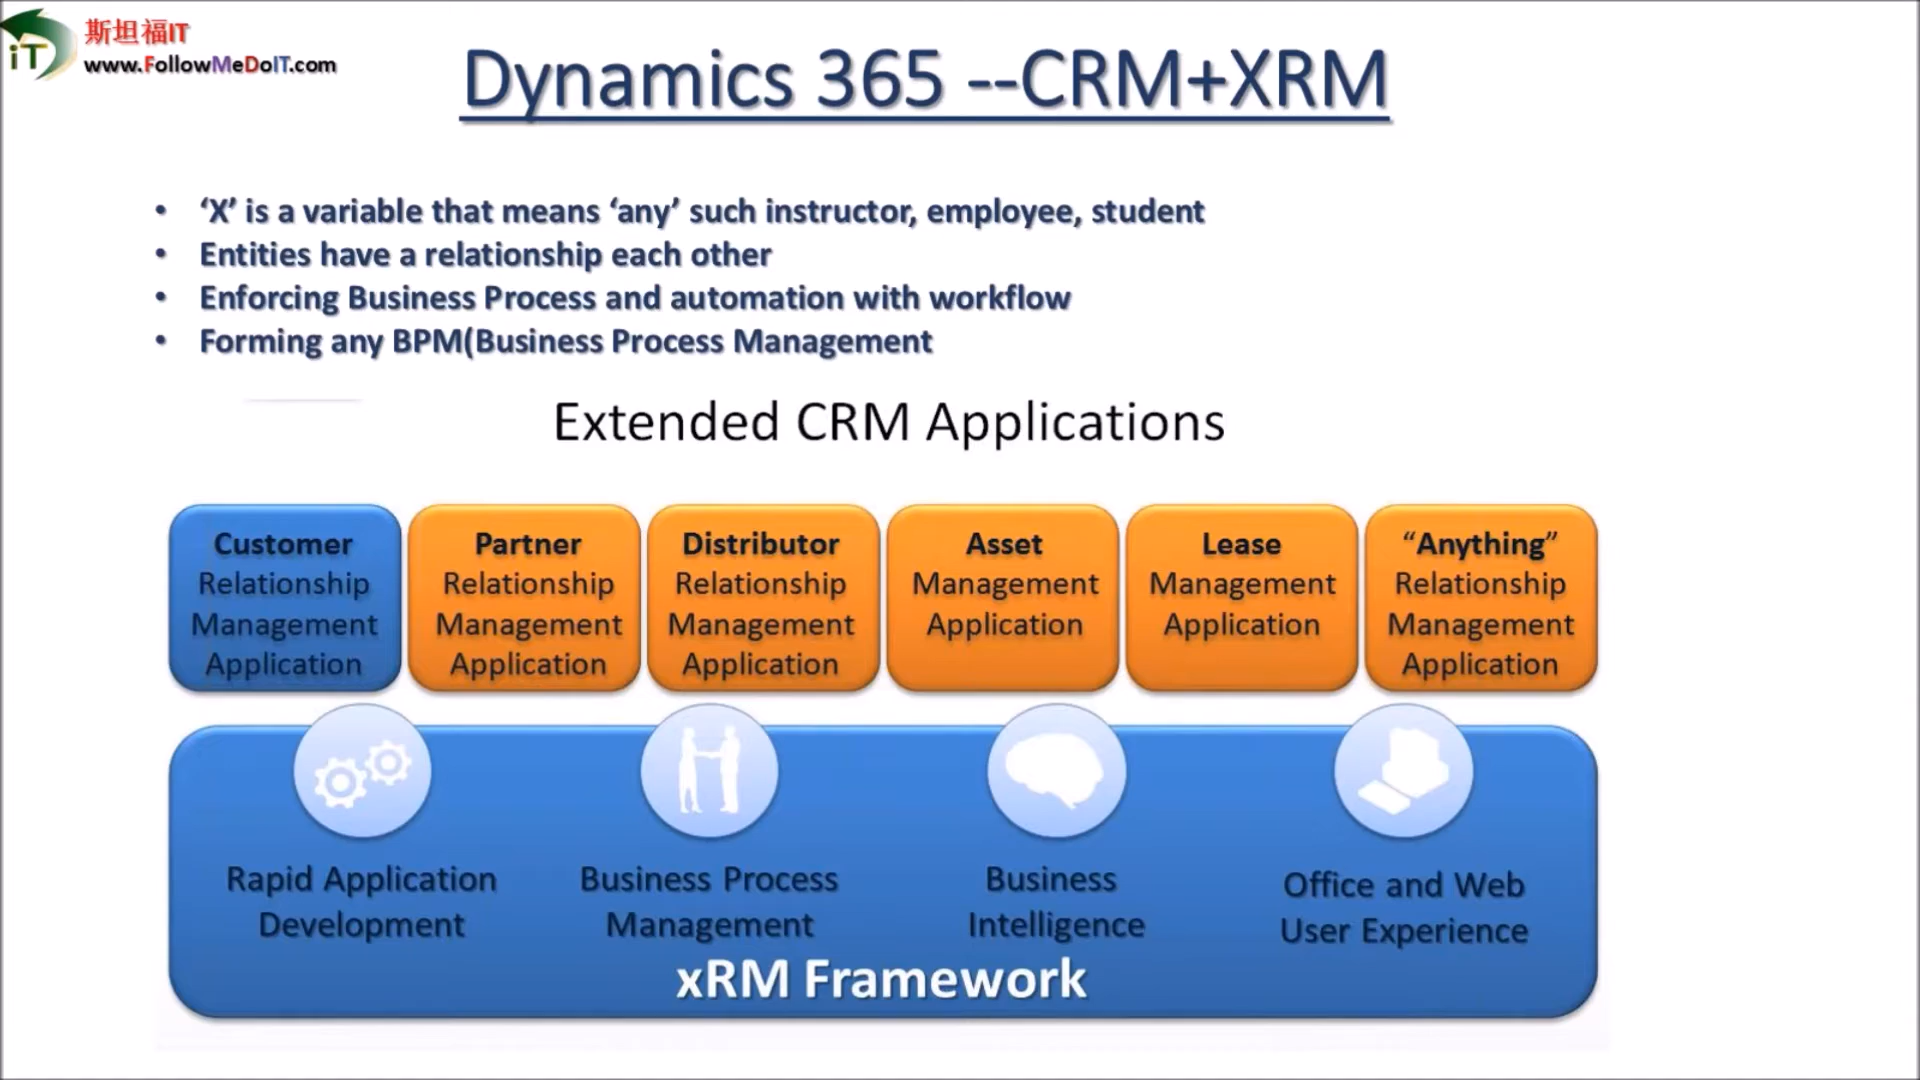 iT
斯坦福IT
www.FollowMeDoIT.com
Dynamics 365 --CRM+XRM
• ‘X’ is a variable that means ‘any’ such instructor, employee, student
• Entities have a relationship each other
• Enforcing Business Process and automation with workflow
• Forming any BPM(Business Process Management
Extended CRM Applications
Customer
Relationship
Management
Application
Partner
Relationship
Management
Application
Distributor
Relationship
Management
Application
Asset
Management
Application
Lease
Management
Application
“Anything”
Relationship
Management
Application
Rapid Application
Development
Business Process
Management
Business
Intelligence
Office and Web
User Experience
xRM Framework